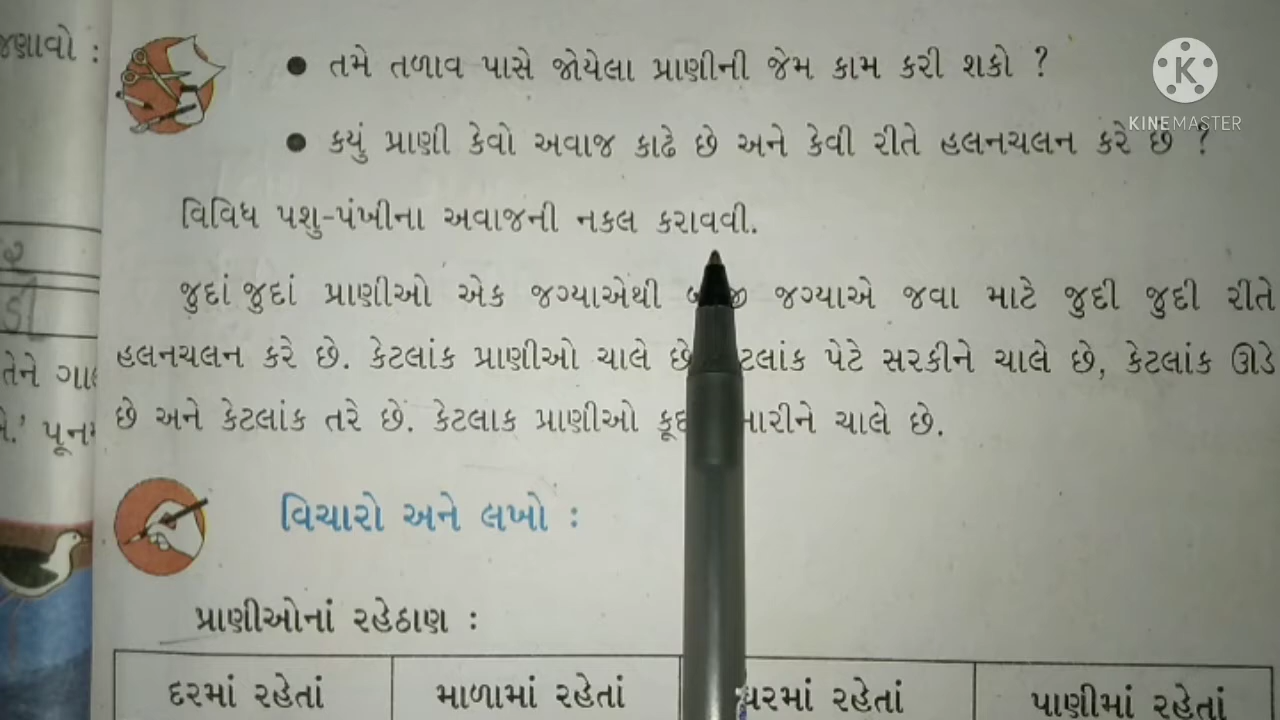 જણાવો :
• તમે તળાવ પાસે જોયેલા પ્રાણીની જેમ કામ કરી શકો ?
• કયું પ્રાણી કેવો અવાજ કાઢે છે અને કેવી રીતે હલનચલન કરે છે ?
વિવિધ પશુ-પંખીના અવાજની નકલ કરાવવી.
જુદાં જુદાં પ્રાણીઓ એક જગ્યાએથી જગ્યાએ જવા માટે જુદી જુદી રીતે
હલનચલન કરે છે. કેટલાંક પ્રાણીઓ ચાલે છે પેટે સરકીને ચાલે છે, કેટલાંક ઊડે
છે અને કેટલાંક તરે છે. કેટલાક પ્રાણીઓ ચાલે છે.
તેને
વિચારો અને લખો :
પ્રાણીઓનાં રહેઠાણ :
દરમાં રહેતાં માળામાં રહેતાં ઘરમાં રહેતાં પાણીમાં રહેતાં
KINEMASTER